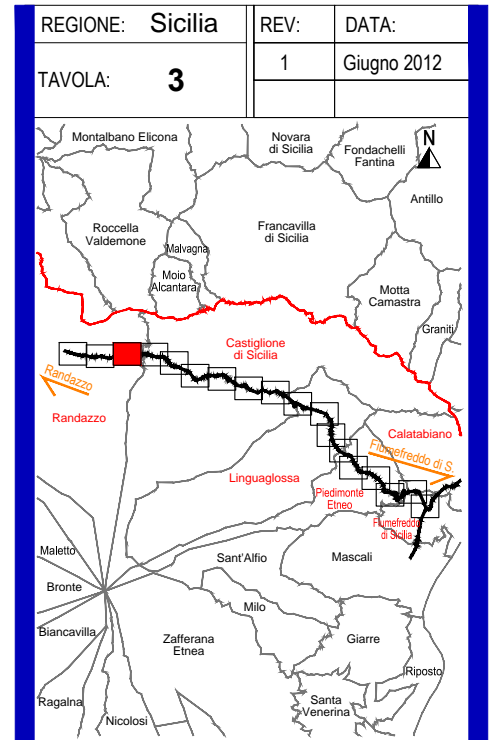 REGIONE: Sicilia
REV:
DATA:
TAVOLA: 3
1
Giugno 2012
Montalbano Elicona
Novara
di Sicilia
Fondachelli
Fantina
N
Antillo
Roccella
Valdemone
Malvagna
Francavilla
di Sicilia
Moio
Alcantara
Motta
Camastra
Graniti
Castiglione
di Sicilia
Randazzo
Randazzo
Calatabiano
Fiumefreddo di S.
Linguaglossa
Piedimonte
Etneo
Fiumefreddo
di Sicilia
Maletto
Sant'Alfio
Mascali
Bronte
Milo
Biancavilla
Zafferana
Etnea
Giarre
Riposto
Ragalna
Santa
Venerina
Nicolosi